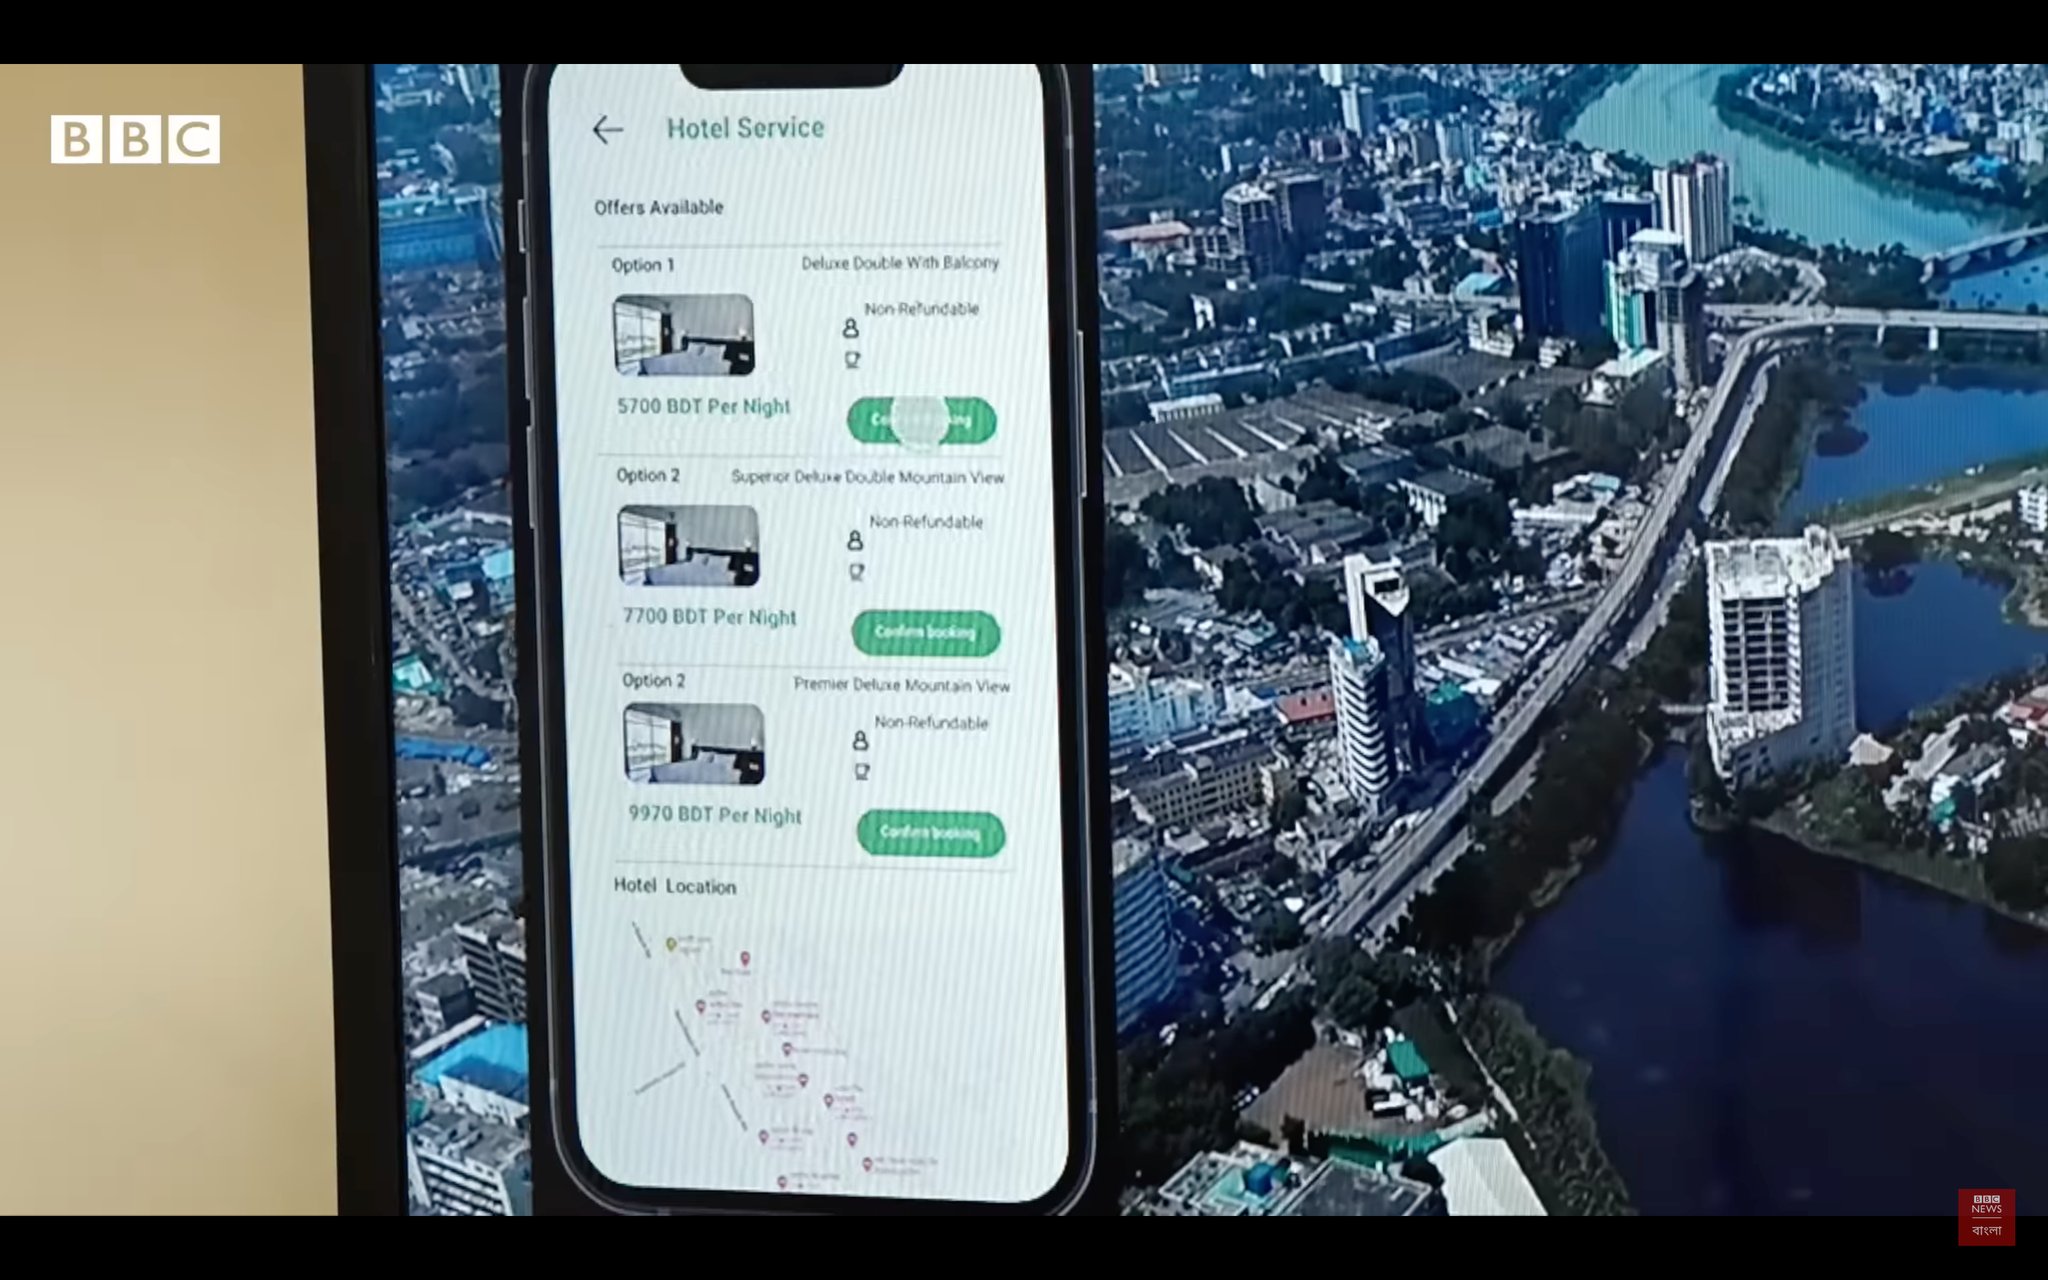 BBC
Hotel Service
Offers Available
Option 1
Deluxe Double With Balcony
Non-Refundable
5700 BDT Per Night
Option 2
Superior Deluxe Double Mountain View
Non-Refundable
7700 BDT Per Night
Confirm booking
Option 2
Premier Deluxe Mountain View
Non-Refundable
9970 BDT Per Night
Confirm booking
Hotel Location
BBC
NEWS
বাংলা